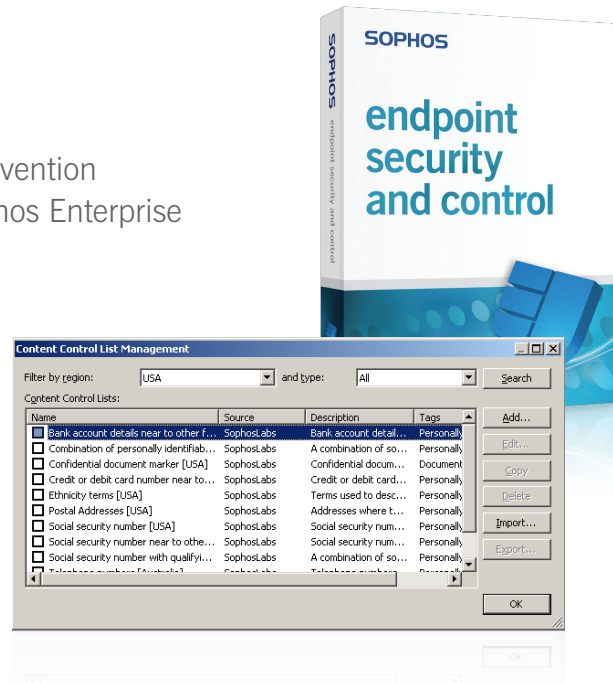 SOPHOS
SOPHOS
endpoint security and control
endpoint
security
and control
vention
hos Enterprise
Content Control List Management
Filter by region:
USA
and type:
All
Search
Content Control Lists:
Name Source Description Tags
Bank account details near to other f... SophosLabs Bank account detail... Personally
Combination of personally identifiab... SophosLabs A combination of so... Personally
Confidential document marker [USA] SophosLabs Confidential docum... Document
Credit or debit card number near to... SophosLabs Credit or debit card... Personally
Ethnicity terms [USA] SophosLabs Terms used to desc... Personally
Postal Addresses [USA] SophosLabs Addresses where t... Personally
Social security number [USA] SophosLabs Social security num... Personally
Social security number near to othe... SophosLabs Social security num... Personally
Social security number with qualifyi... SophosLabs A combination of so... Personally
Telephone numbers [Australia] SophosLabs Telephone numbers
Add...
Edit...
Copy
Delete
Import...
Export...
OK